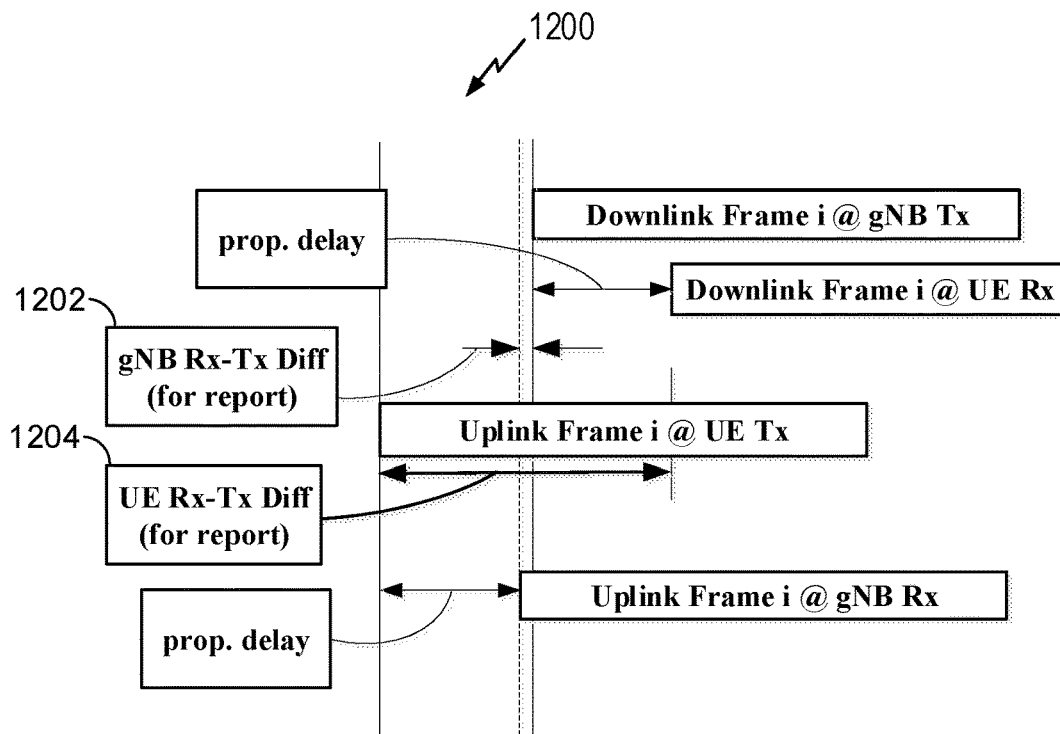 1200
prop. delay
Downlink Frame i @ gNB Tx
Downlink Frame i @ UE Rx
1202
gNB Rx-Tx Diff
(for report)
Uplink Frame i @ UE Tx
1204
UE Rx-Tx Diff
(for report)
Uplink Frame i @ gNB Rx
prop. delay